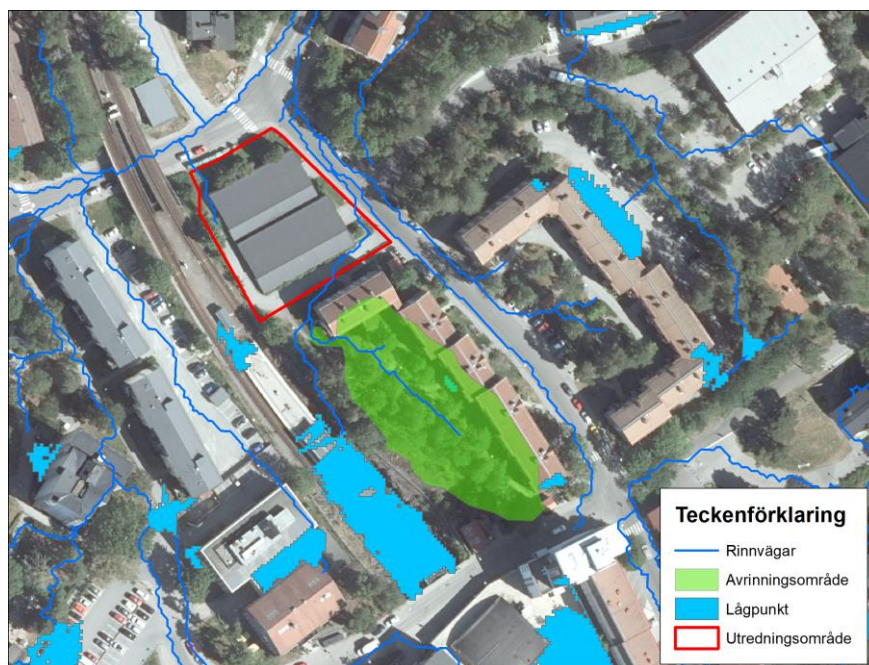 Teckenförklaring
Rinnvägar
Avrinningsområde
Lågpunkt
Utredningsområde